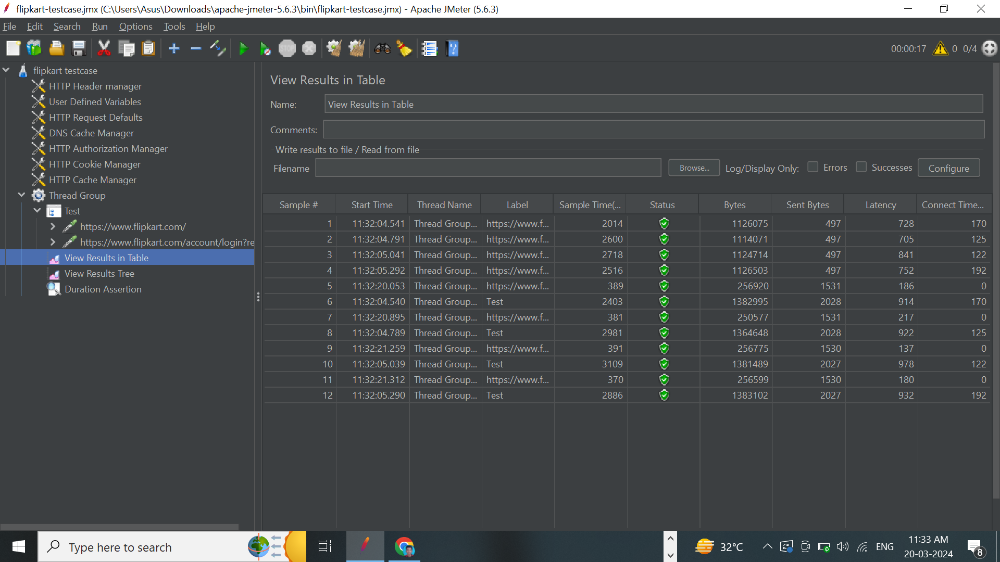 flipkart-testcase.jmx (C:\Users\Asus\Downloads\apache-jmeter-5.6.3\bin\flipkart-testcase.jmx) - Apache JMeter (5.6.3)
File Edit Search Run Options Tools Help
STOP
00:00:17 0 0/4
flipkart testcase
HTTP Header manager
User Defined Variables
HTTP Request Defaults
DNS Cache Manager
HTTP Authorization Manager
HTTP Cookie Manager
HTTP Cache Manager
Thread Group
Test
https://www.flipkart.com/
https://www.flipkart.com/account/login?re
View Results in Table
View Results Tree
Duration Assertion
View Results in Table
Name: View Results in Table
Comments:
Write results to file / Read from file
Filename Browse... Log/Display Only: Errors Successes Configure
Sample # Start Time Thread Name Label Sample Time(... Status Bytes Sent Bytes Latency Connect Time...
1 11:32:04.541 Thread Group... https://www.f... 2014 1126075 497 728 170
2 11:32:04.791 Thread Group... https://www.f... 2600 1114071 497 705 125
3 11:32:05.041 Thread Group... https://www.f... 2718 1124714 497 841 122
4 11:32:05.292 Thread Group... https://www.f... 2516 1126503 497 752 192
5 11:32:20.053 Thread Group... https://www.f... 389 256920 1531 186 0
6 11:32:04.540 Thread Group... Test 2403 1382995 2028 914 170
7 11:32:20.895 Thread Group... https://www.f... 381 250577 1531 217 0
8 11:32:04.789 Thread Group... Test 2981 1364648 2028 922 125
9 11:32:21.259 Thread Group... https://www.f... 391 256775 1530 137 0
10 11:32:05.039 Thread Group... Test 3109 1381489 2027 978 122
11 11:32:21.312 Thread Group... https://www.f... 370 256599 1530 180 0
12 11:32:05.290 Thread Group... Test 2886 1383102 2027 932 192
Type here to search
32°C
ENG
11:33 AM
20-03-2024
8